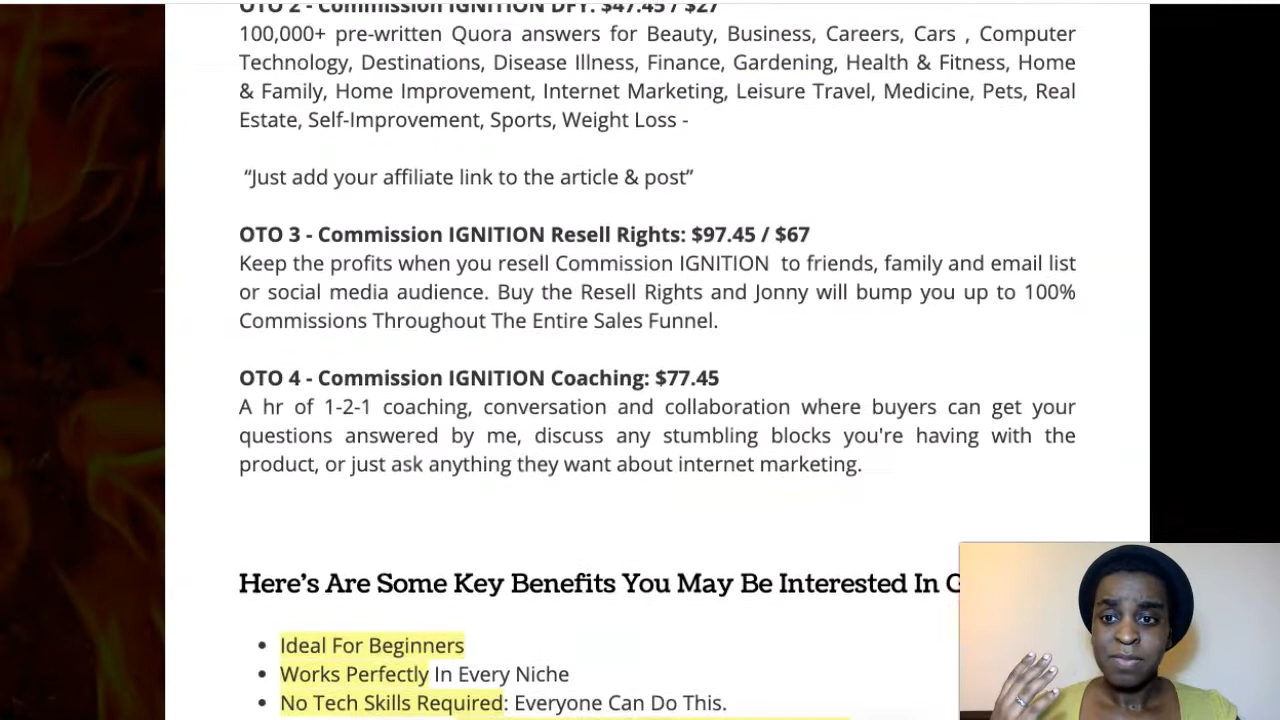 OTO 2 - Commission IGNITION DFY: $47.45 / $27
100,000+ pre-written Quora answers for Beauty, Business, Careers, Cars , Computer
Technology, Destinations, Disease Illness, Finance, Gardening, Health & Fitness, Home
& Family, Home Improvement, Internet Marketing, Leisure Travel, Medicine, Pets, Real
Estate, Self-Improvement, Sports, Weight Loss -
“Just add your affiliate link to the article & post”
OTO 3 - Commission IGNITION Resell Rights: $97.45 / $67
Keep the profits when you resell Commission IGNITION to friends, family and email list
or social media audience. Buy the Resell Rights and Jonny will bump you up to 100%
Commissions Throughout The Entire Sales Funnel.
OTO 4 - Commission IGNITION Coaching: $77.45
A hr of 1-2-1 coaching, conversation and collaboration where buyers can get your
questions answered by me, discuss any stumbling blocks you're having with the
product, or just ask anything they want about internet marketing.
Here’s Are Some Key Benefits You May Be Interested In
• Ideal For Beginners
• Works Perfectly In Every Niche
• No Tech Skills Required: Everyone Can Do This.